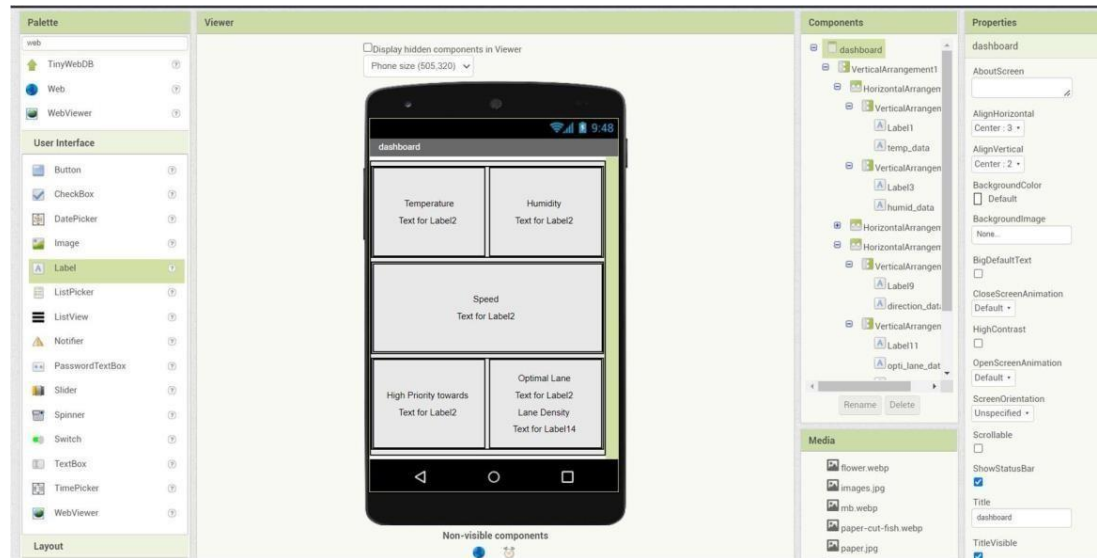 Palette
web
TinyWebDB
Web
WebViewer
User Interface
Button
CheckBox
DatePicker
Image
Label
ListPicker
ListView
Notifier
PasswordTextBox
Slider
Spinner
Switch
TextBox
TimePicker
WebViewer
Layout
Viewer
Display hidden components in Viewer
Phone size (505,320)
9:48
dashboard
Temperature
Text for Label2
Humidity
Text for Label2
Speed
Text for Label2
High Priority towards
Text for Label2
Optimal Lane
Text for Label2
Lane Density
Text for Label14
Non-visible components
Components
dashboard
VerticalArrangement1
HorizontalArrangen
VerticalArrangen
Label1
temp_data
VerticalArrangen
Label3
humid_data
HorizontalArrangen
HorizontalArrangen
VerticalArrangen
Label9
direction_dat
VerticalArrangen
Label11
opti_lane_dat
Rename Delete
Media
flower.webp
images.jpg
mb.webp
paper-cut-fish.webp
paper.jpg
Properties
dashboard
AboutScreen
AlignHorizontal
Center : 3
AlignVertical
Center : 2
BackgroundColor
Default
BackgroundImage
None...
BigDefaultText
CloseScreenAnimation
Default
HighContrast
OpenScreenAnimation
Default
ScreenOrientation
Unspecified
Scrollable
ShowStatusBar
Title
dashboard
TitleVisible